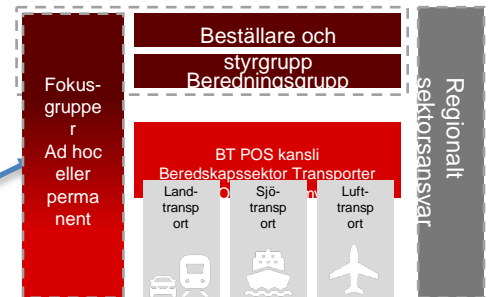 Beställare och
styrgrupp
Beredningsgrupp
Fokus-
gruppe
r
Ad hoc
eller
perma
nent
BT POS kansli
Beredskapssektor Transporter
Land-
transp
ort
Sjö-
transp
ort
Luft-
transp
ort
Regionalt
sektorsansvar